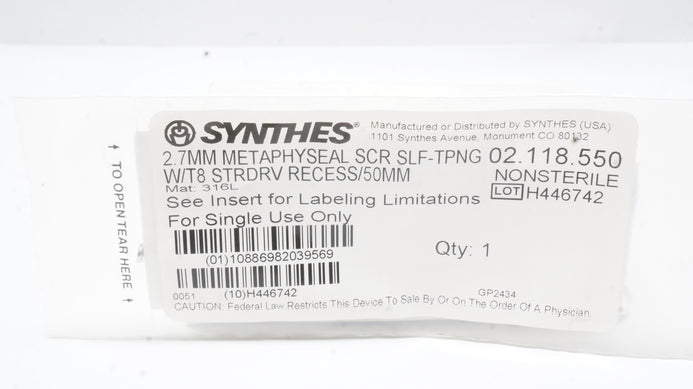 SYNTHES®
Manufactured or Distributed by SYNTHES (USA)
1101 Synthes Avenue, Monument CO 80132
2.7MM METAPHYSEAL SCR SLF-TPNG
W/T8 STRDRV RECESS/50MM
02.118.550
NONSTERILE
LOT H446742
Mat: 316L
See Insert for Labeling Limitations
For Single Use Only
(01)10886982039569
Qty: 1
0051
(10)H446742
GP2434
CAUTION: Federal Law Restricts This Device To Sale By Or On The Order Of A Physician.
↑ TO OPEN TEAR HERE ↑